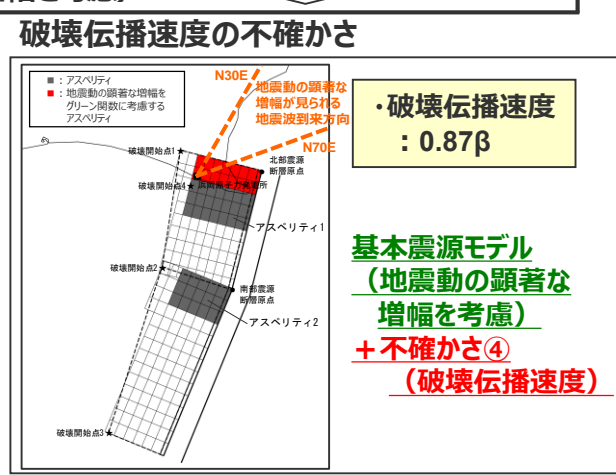 破壊伝播速度の不確かさ
■：アスペリティ
■：地震動の顕著な増幅を
グリーン関数に考慮する
アスペリティ
N30E
地震動の顕著な
増幅が見られる
地震波到来方向
N70E
破壊開始点1★
北部震源
断層原点
破壊開始点4★
浜岡原子力発電所
アスペリティ1
破壊開始点2★
南部震源
断層原点
アスペリティ2
破壊開始点3★
・破壊伝播速度
：0.87β
基本震源モデル
（地震動の顕著な
増幅を考慮）
＋不確かさ④
（破壊伝播速度）